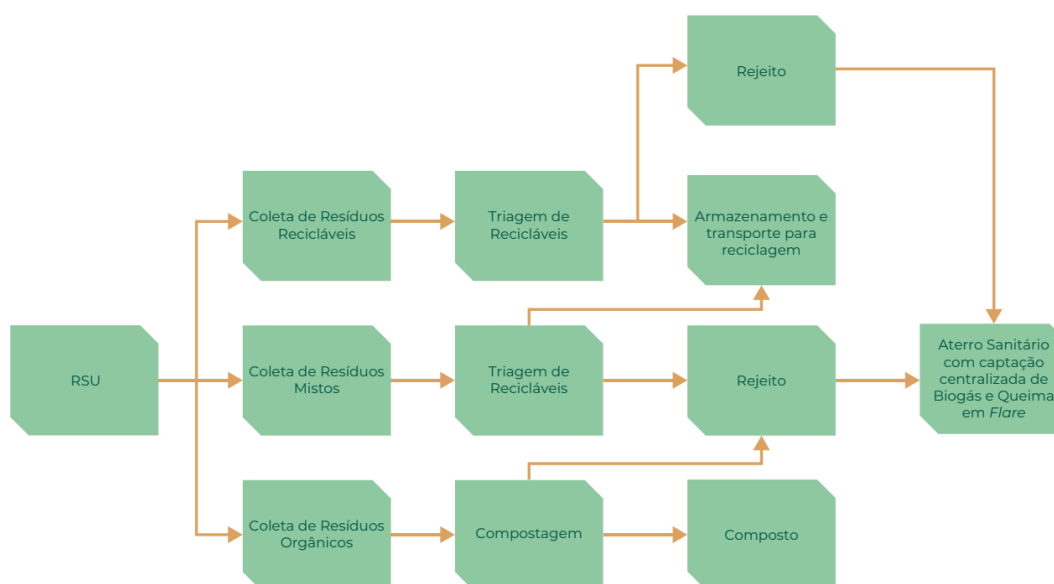 Rejeito
Coleta de Resíduos
Recicláveis
Triagem de
Recicláveis
Armazenamento e
transporte para
reciclagem
RSU
Coleta de Resíduos
Mistos
Triagem de
Recicláveis
Rejeito
Aterro Sanitário
com captação
centralizada de
Biogás e Queima
em Flare
Coleta de Resíduos
Orgânicos
Compostagem
Composto